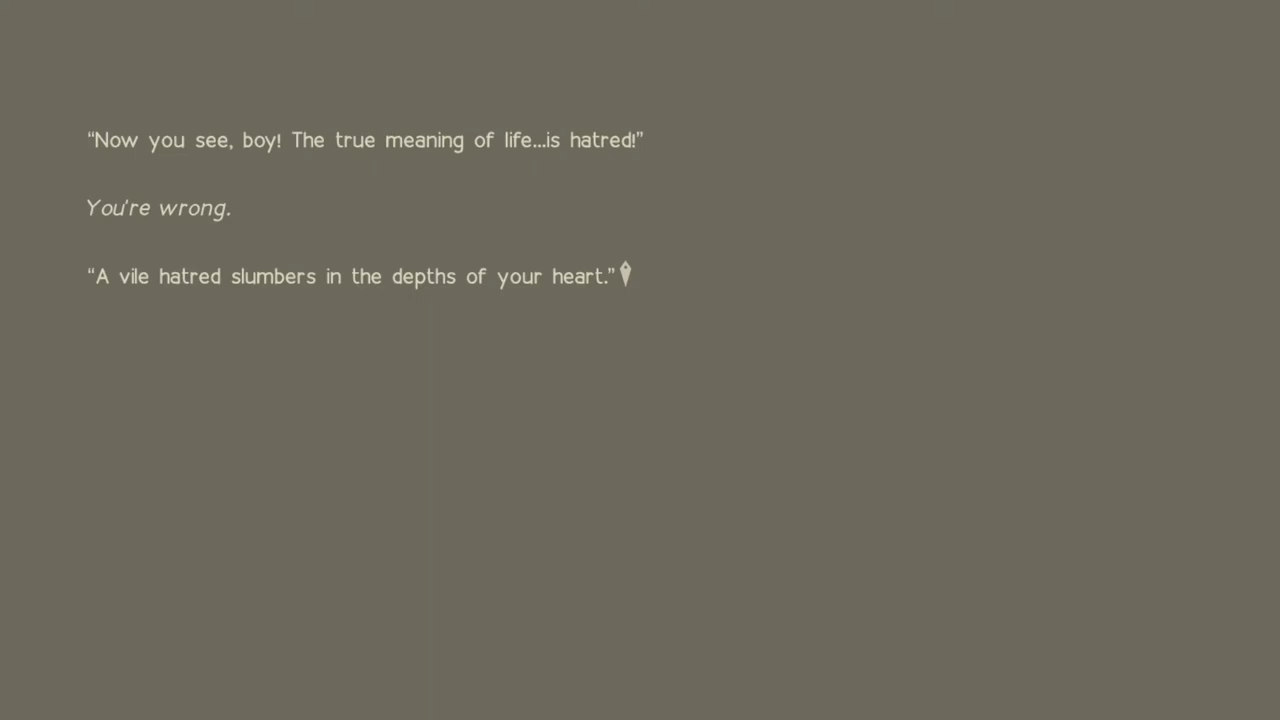 “Now you see, boy! The true meaning of life...is hatred!”
You're wrong.
“A vile hatred slumbers in the depths of your heart.”